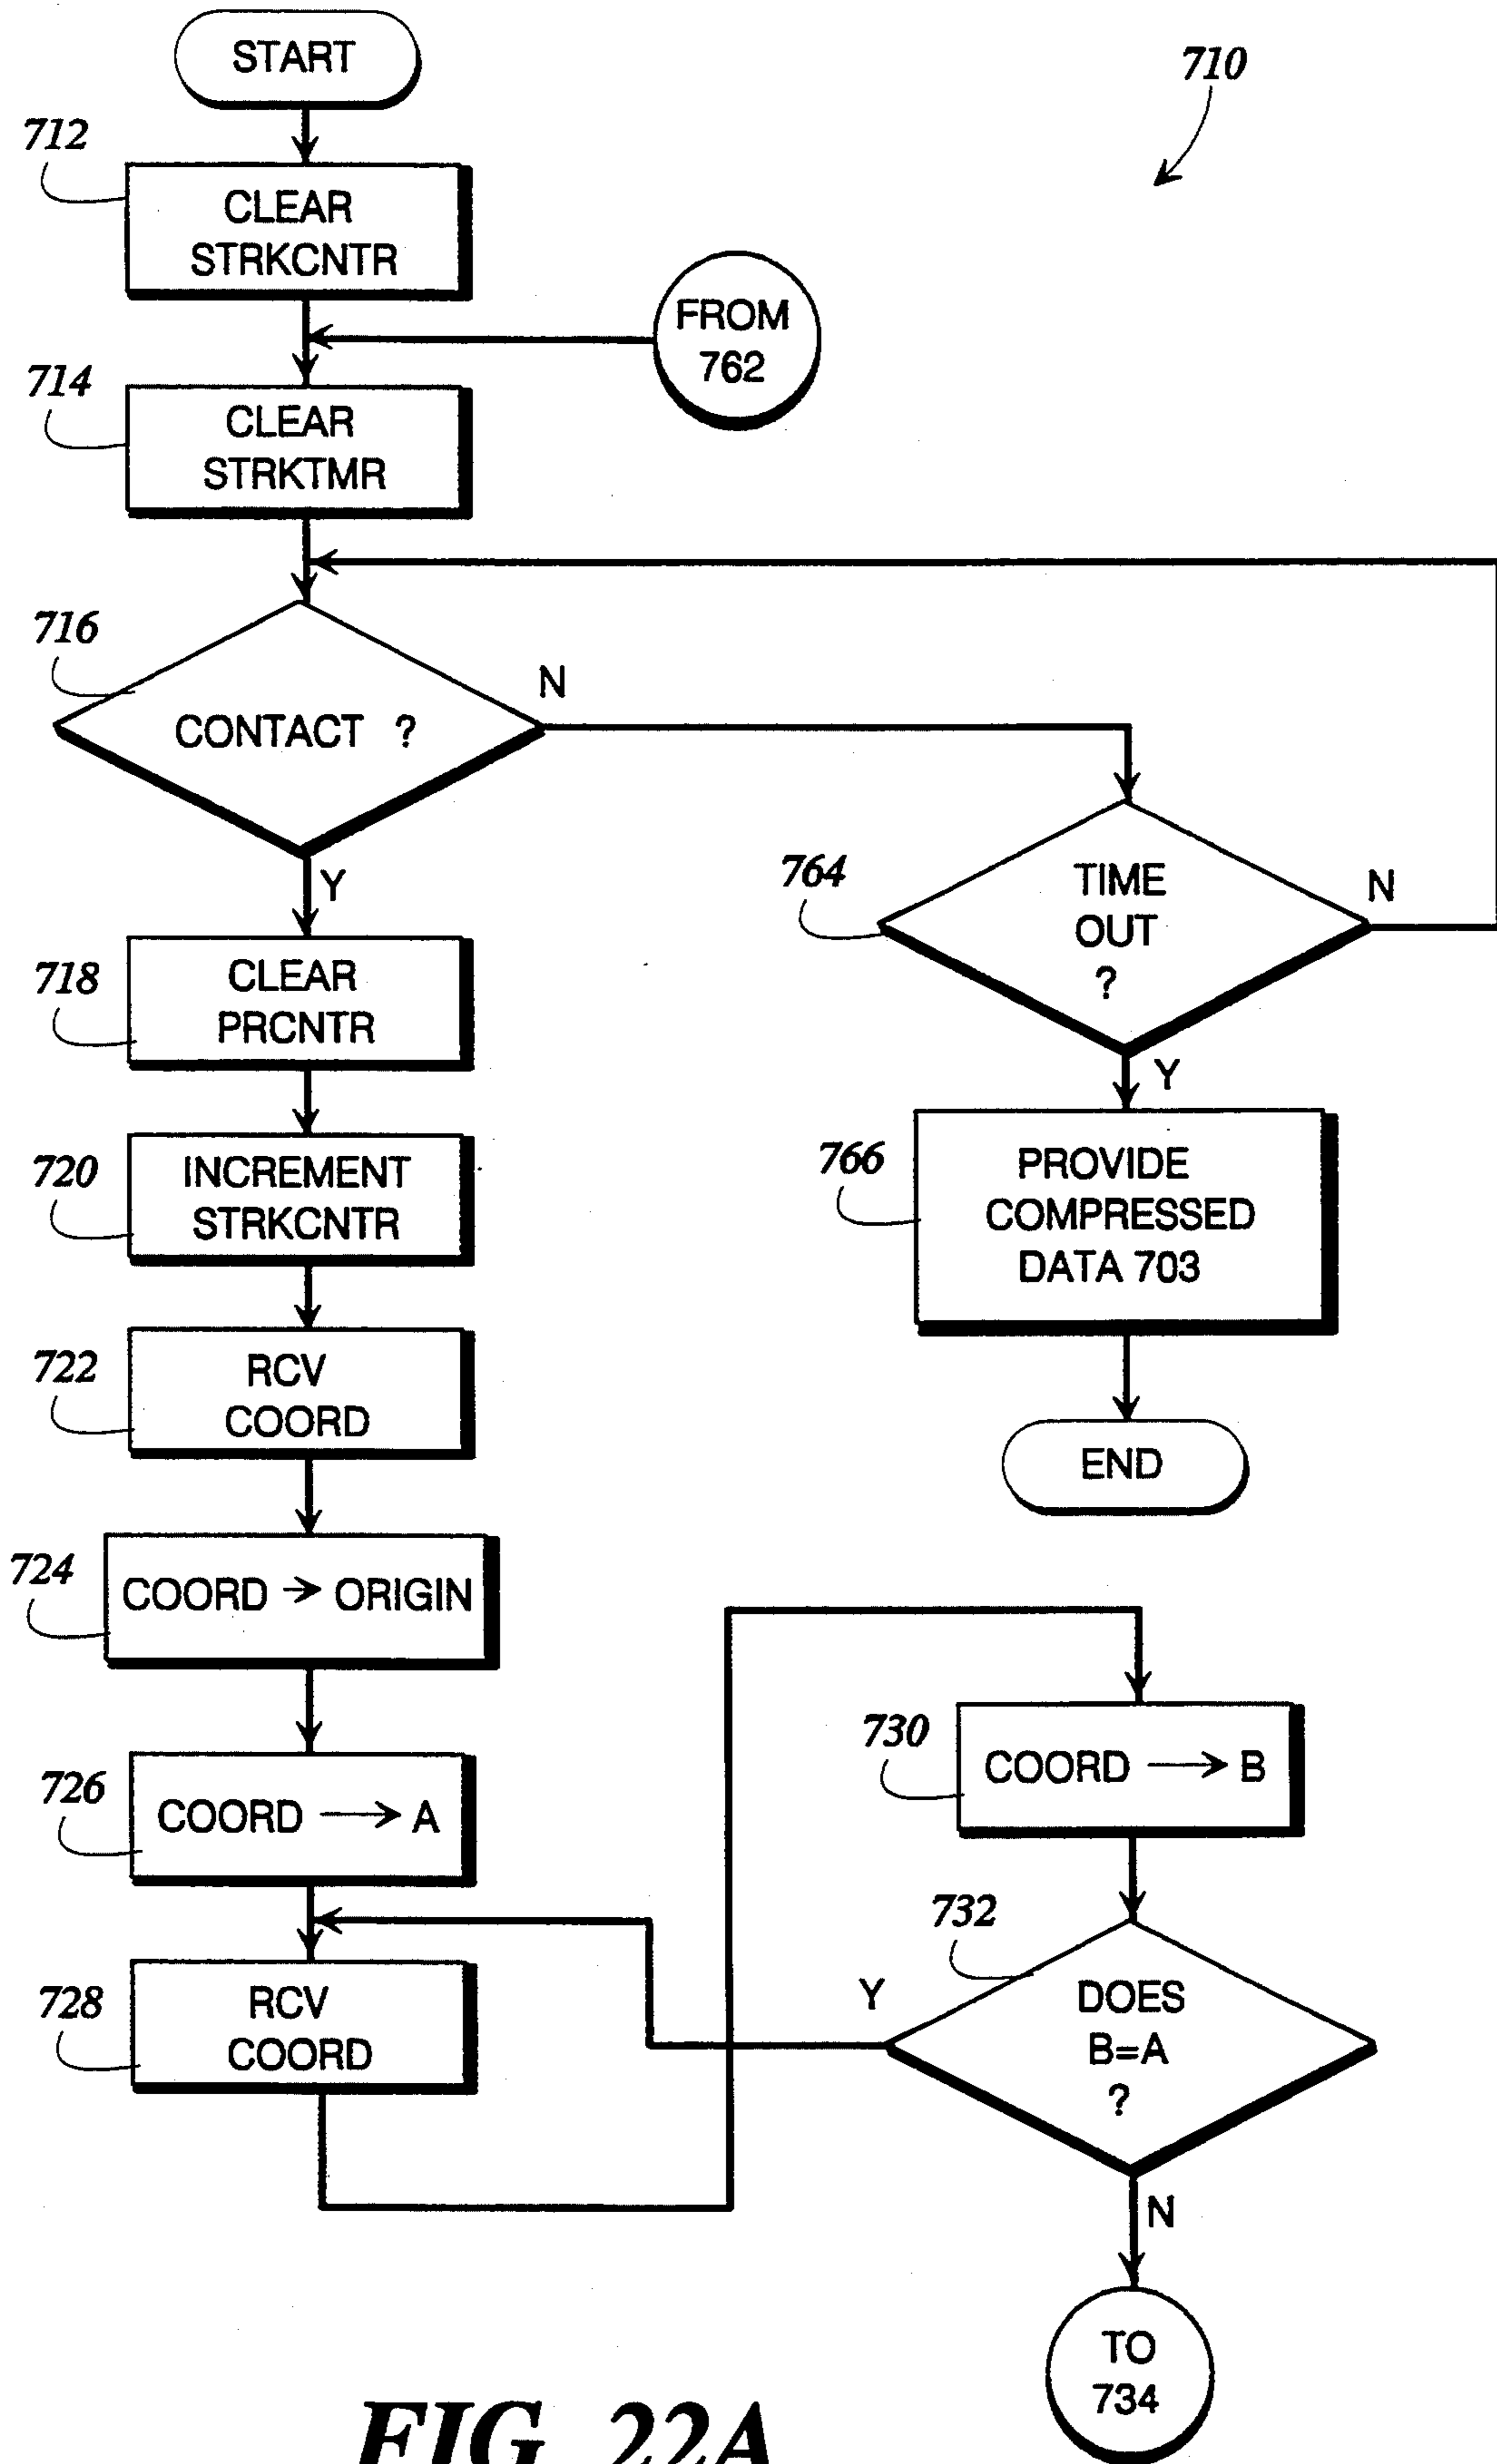 START
710
712
CLEAR
STRKCNTR
FROM
762
714
CLEAR
STRKTMR
716
CONTACT ?
N
Y
764
TIME
OUT
?
N
Y
718
CLEAR
PRCNTR
720
INCREMENT
STRKCNTR
766
PROVIDE
COMPRESSED
DATA 703
722
RCV
COORD
END
724
COORD → ORIGIN
726
COORD → A
730
COORD → B
728
RCV
COORD
732
DOES
B=A
?
Y
N
TO
734
FIG. 22A